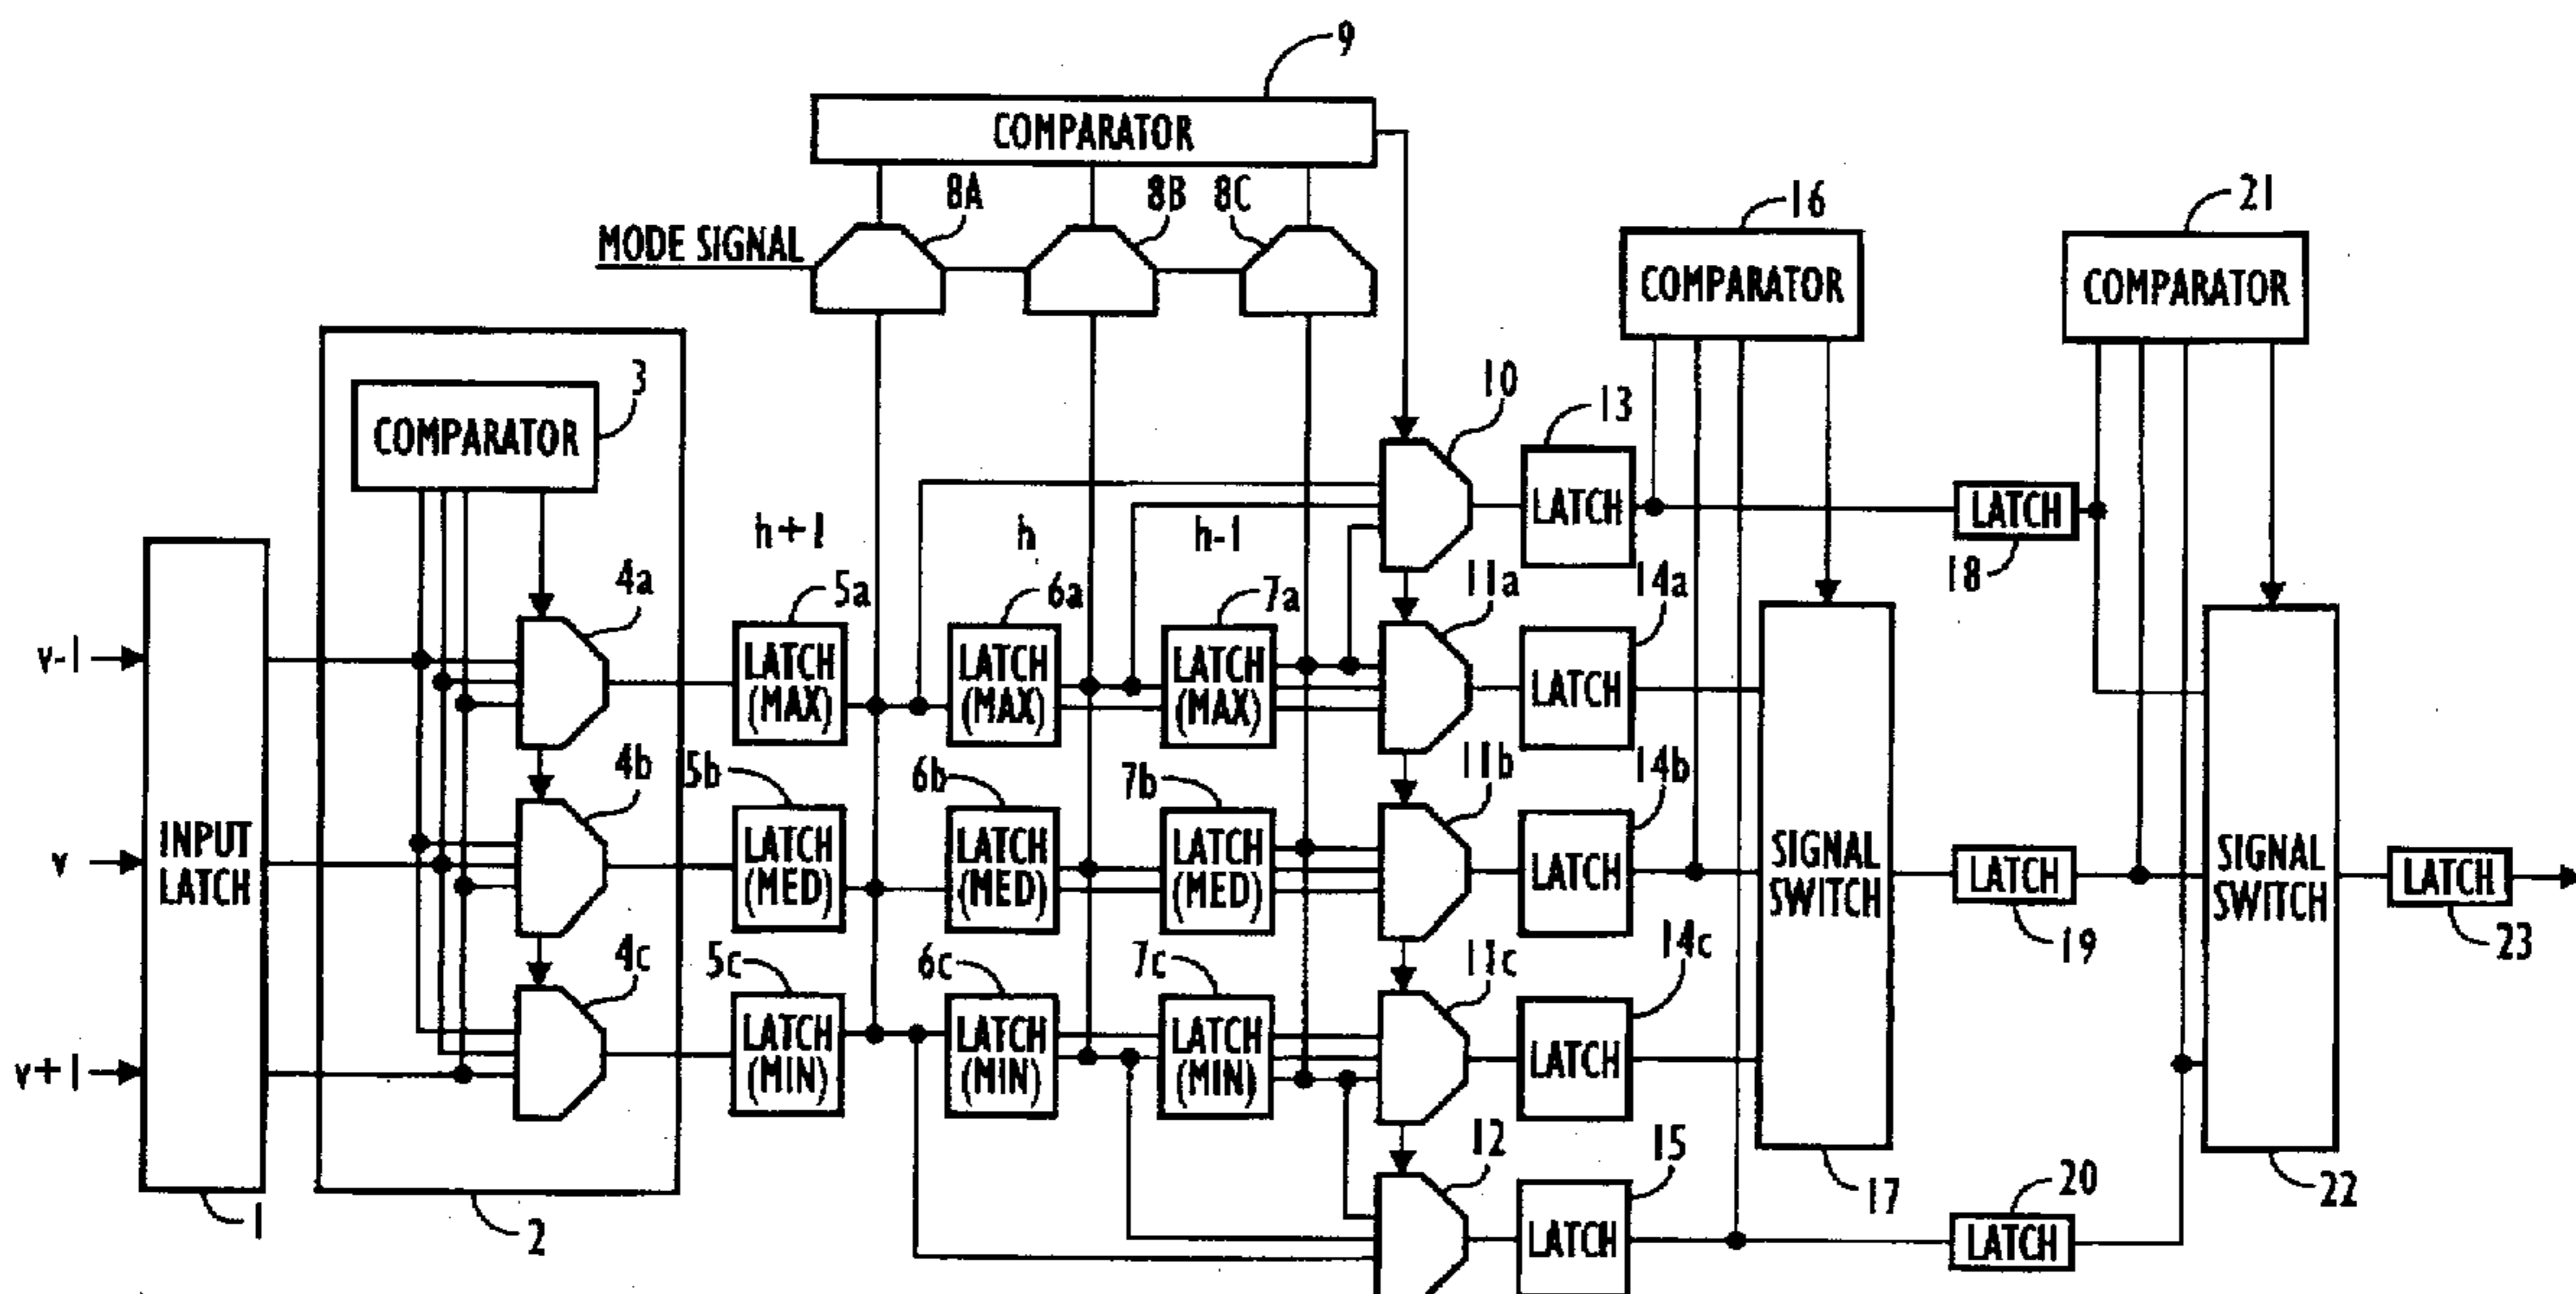 9
COMPARATOR
8A
8B
8C
MODE SIGNAL
16
COMPARATOR
21
COMPARATOR
3
COMPARATOR
10
13
LATCH
LATCH
18
h+1
h
h-1
4a
5a
6a
7a
11a
14a
v-1
LATCH
(MAX)
LATCH
(MAX)
LATCH
(MAX)
LATCH
4b
5b
6b
7b
11b
14b
v
INPUT
LATCH
LATCH
(MED)
LATCH
(MED)
LATCH
(MED)
LATCH
SIGNAL
SWITCH
LATCH
19
SIGNAL
SWITCH
LATCH
23
4c
5c
6c
7c
11c
14c
v+1
LATCH
(MIN)
LATCH
(MIN)
LATCH
(MIN)
LATCH
12
15
LATCH
17
20
LATCH
22
1
2